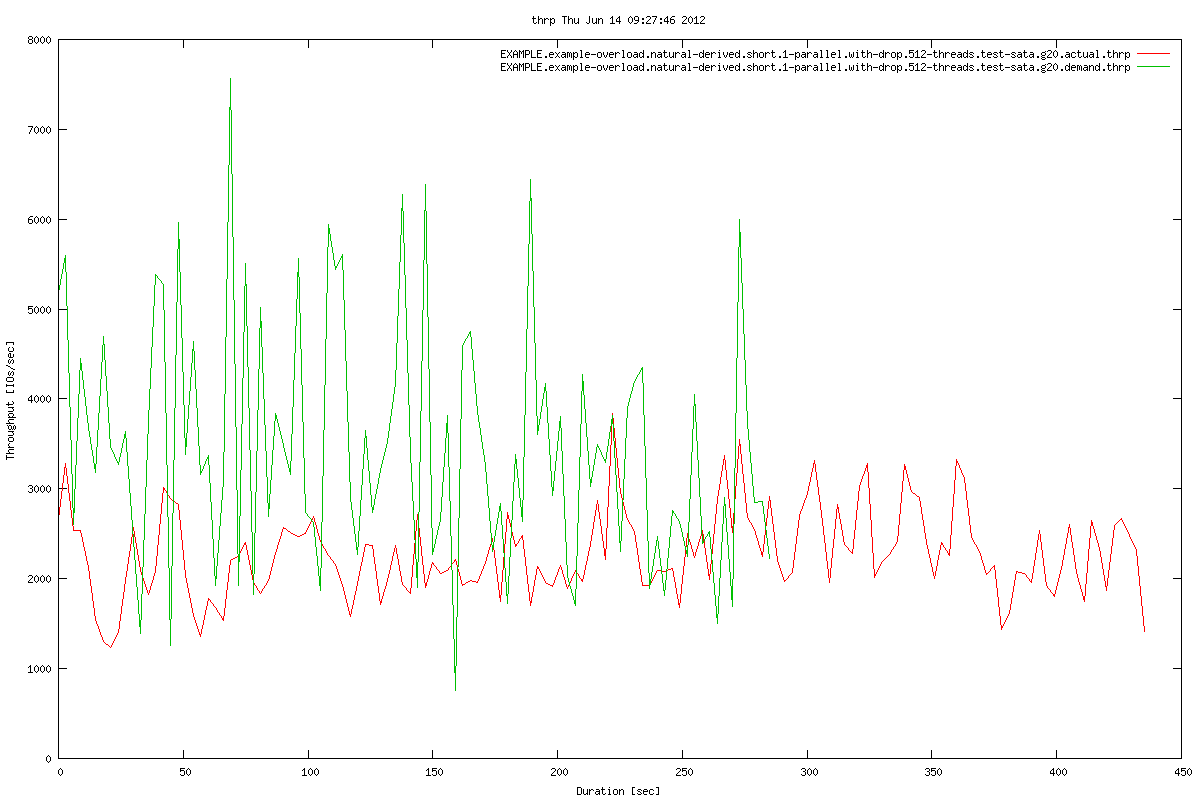 thrp Thu Jun 14 09:27:46 2012
EXAMPLE.example-overload.natural-derived.short.1-parallel.with-drop.512-threads.test-sata.g20.actual.thrp
EXAMPLE.example-overload.natural-derived.short.1-parallel.with-drop.512-threads.test-sata.g20.demand.thrp
8000
7000
6000
5000
4000
3000
2000
1000
0
Throughput [IOs/sec]
0 50 100 150 200 250 300 350 400 450
Duration [sec]